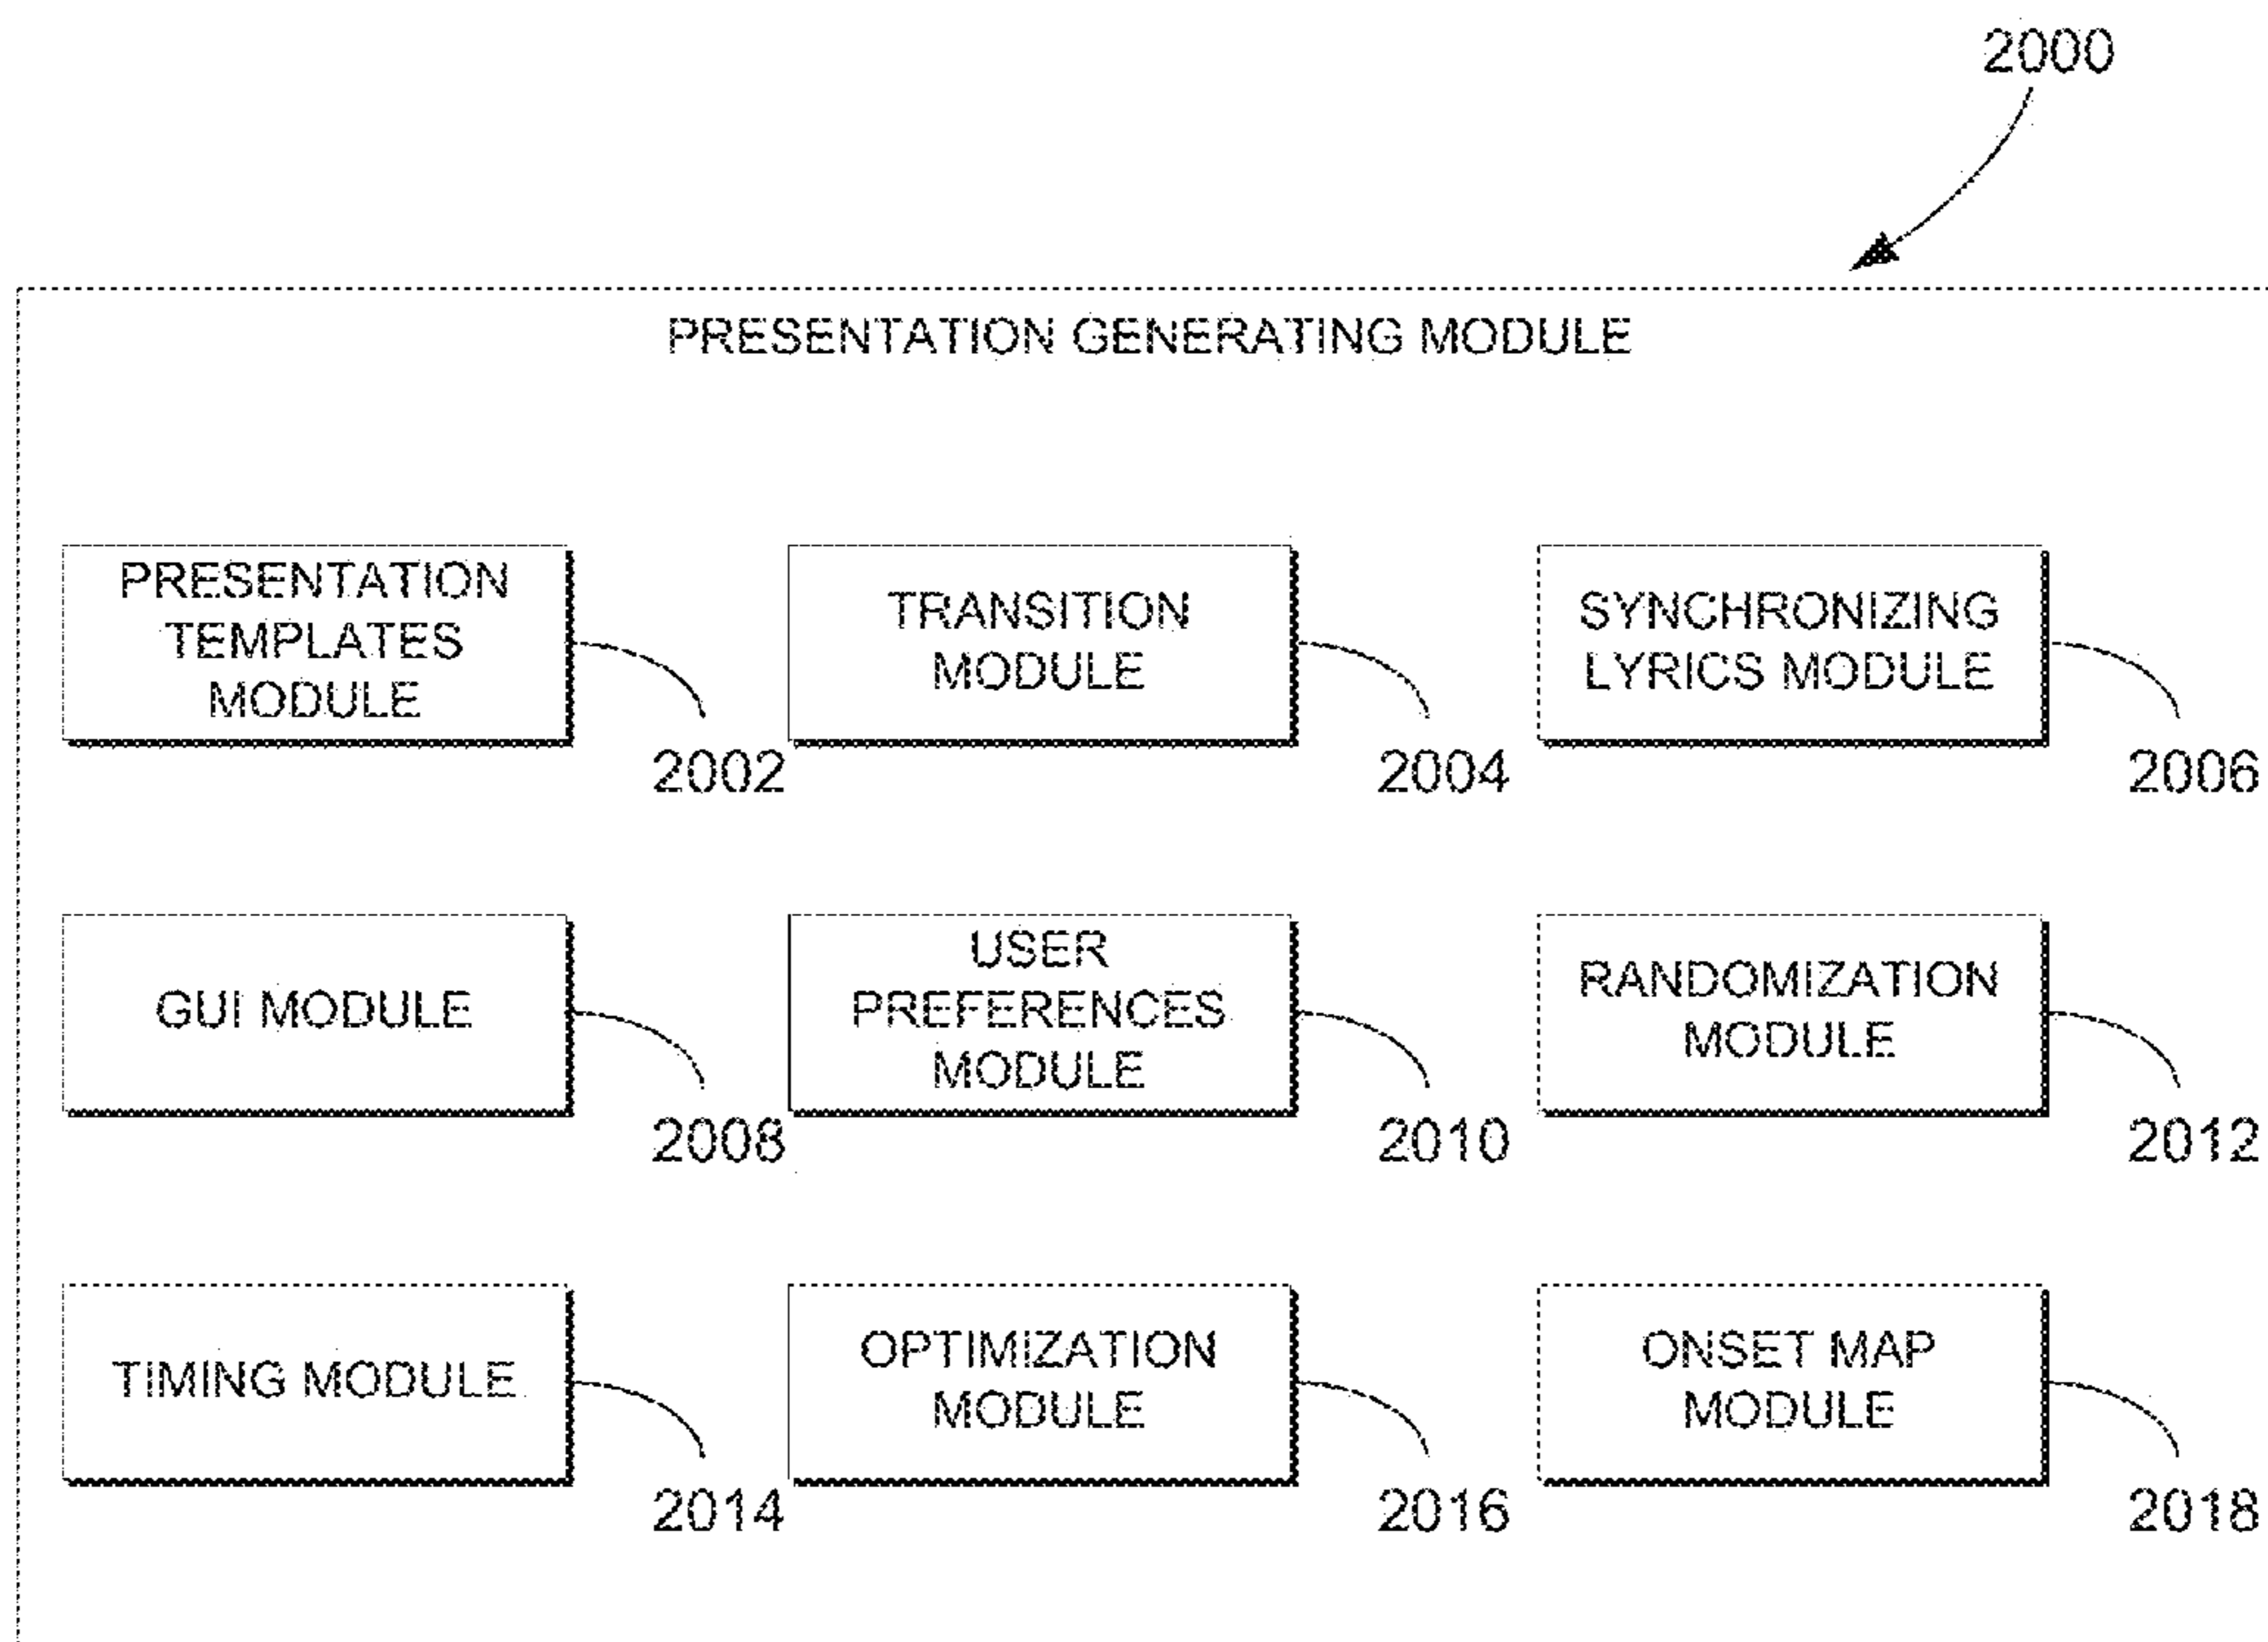 2000
PRESENTATION GENERATING MODULE
PRESENTATION
TEMPLATES
MODULE
2002
TRANSITION
MODULE
2004
SYNCHRONIZING
LYRICS MODULE
2006
GUI MODULE
2008
USER
PREFERENCES
MODULE
2010
RANDOMIZATION
MODULE
2012
TIMING MODULE
2014
OPTIMIZATION
MODULE
2016
ONSET MAP
MODULE
2018